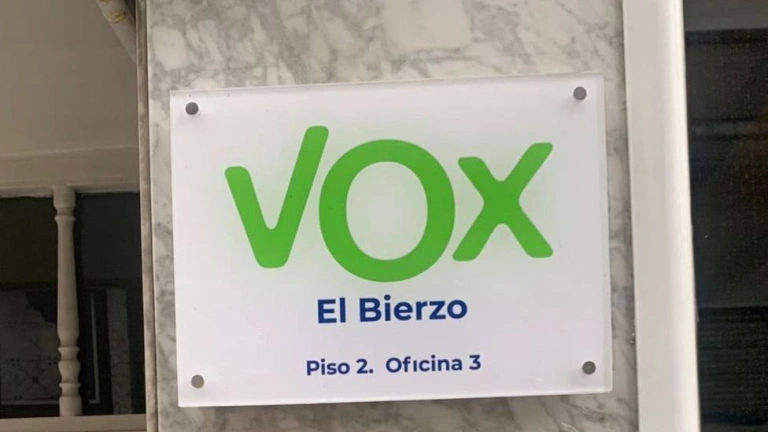 VOX
El Bierzo
Piso 2. Oficina 3